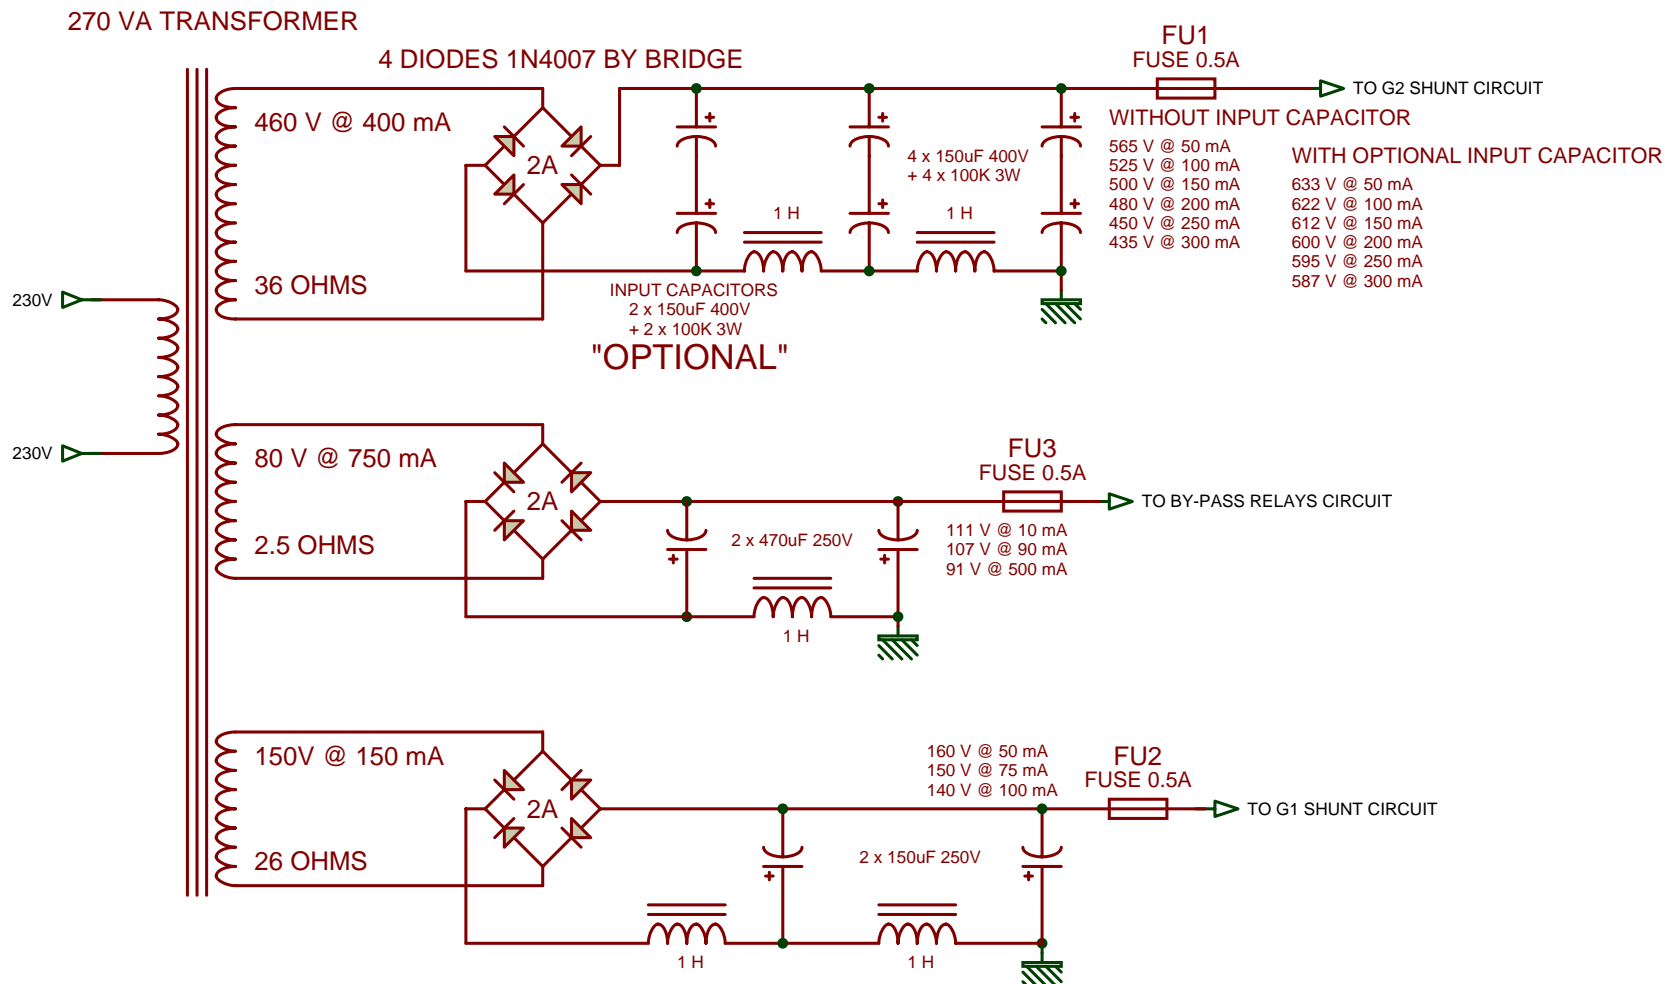 270 VA TRANSFORMER
4 DIODES 1N4007 BY BRIDGE
FU1
FUSE 0.5A
TO G2 SHUNT CIRCUIT
460 V @ 400 mA
2A
36 OHMS
+
+
+
+
+
+
4 x 150uF 400V
+ 4 x 100K 3W
1 H
1 H
WITHOUT INPUT CAPACITOR
565 V @ 50 mA
525 V @ 100 mA
500 V @ 150 mA
480 V @ 200 mA
450 V @ 250 mA
435 V @ 300 mA
WITH OPTIONAL INPUT CAPACITOR
633 V @ 50 mA
622 V @ 100 mA
612 V @ 150 mA
600 V @ 200 mA
595 V @ 250 mA
587 V @ 300 mA
INPUT CAPACITORS
2 x 150uF 400V
+ 2 x 100K 3W
"OPTIONAL"
230V
230V
80 V @ 750 mA
2A
2.5 OHMS
FU3
FUSE 0.5A
TO BY-PASS RELAYS CIRCUIT
2 x 470uF 250V
+
+
111 V @ 10 mA
107 V @ 90 mA
91 V @ 500 mA
1 H
150V @ 150 mA
2A
26 OHMS
160 V @ 50 mA
150 V @ 75 mA
140 V @ 100 mA
FU2
FUSE 0.5A
TO G1 SHUNT CIRCUIT
2 x 150uF 250V
+
+
1 H
1 H